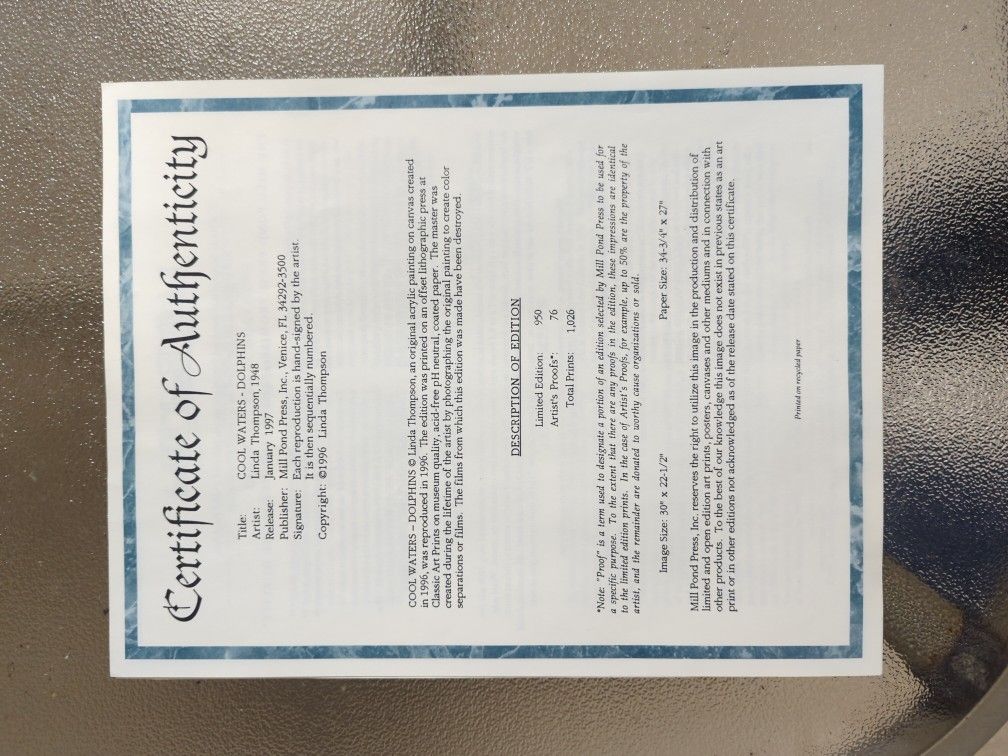 Certificate of Authenticity
Title: COOL WATERS - DOLPHINS
Artist: Linda Thompson, 1948
Release: January 1997
Publisher: Mill Pond Press, Inc., Venice, FL 34292-3500
Signature: Each reproduction is hand-signed by the artist.
It is then sequentially numbered.
Copyright: ©1996 Linda Thompson
COOL WATERS - DOLPHINS © Linda Thompson, an original acrylic painting on canvas created
in 1996, was reproduced in 1996. The edition was printed on an offset lithographic press at
Classic Art Prints on museum quality, acid-free pH neutral, coated paper. The master was
created during the lifetime of the artist by photographing the original painting to create color
separations or films. The films from which this edition was made have been destroyed.
DESCRIPTION OF EDITION
Limited Edition: 950
Artist's Proofs*: 76
Total Prints: 1,026
*Note: "Proof" is a term used to designate a portion of an edition selected by Mill Pond Press to be used for
a specific purpose. To the extent that there are any proofs in the edition, these impressions are identical
to the limited edition prints. In the case of Artist's Proofs, for example, up to 50% are the property of the
artist, and the remainder are donated to worthy cause organizations or sold.
Image Size: 30" x 22-1/2" Paper Size: 34-3/4" x 27"
Mill Pond Press, Inc. reserves the right to utilize this image in the production and distribution of
limited and open edition art prints, posters, canvases and other mediums and in connection with
other products. To the best of our knowledge this image does not exist in previous states as an art
print or in other editions not acknowledged as of the release date stated on this certificate.
Printed on recycled paper